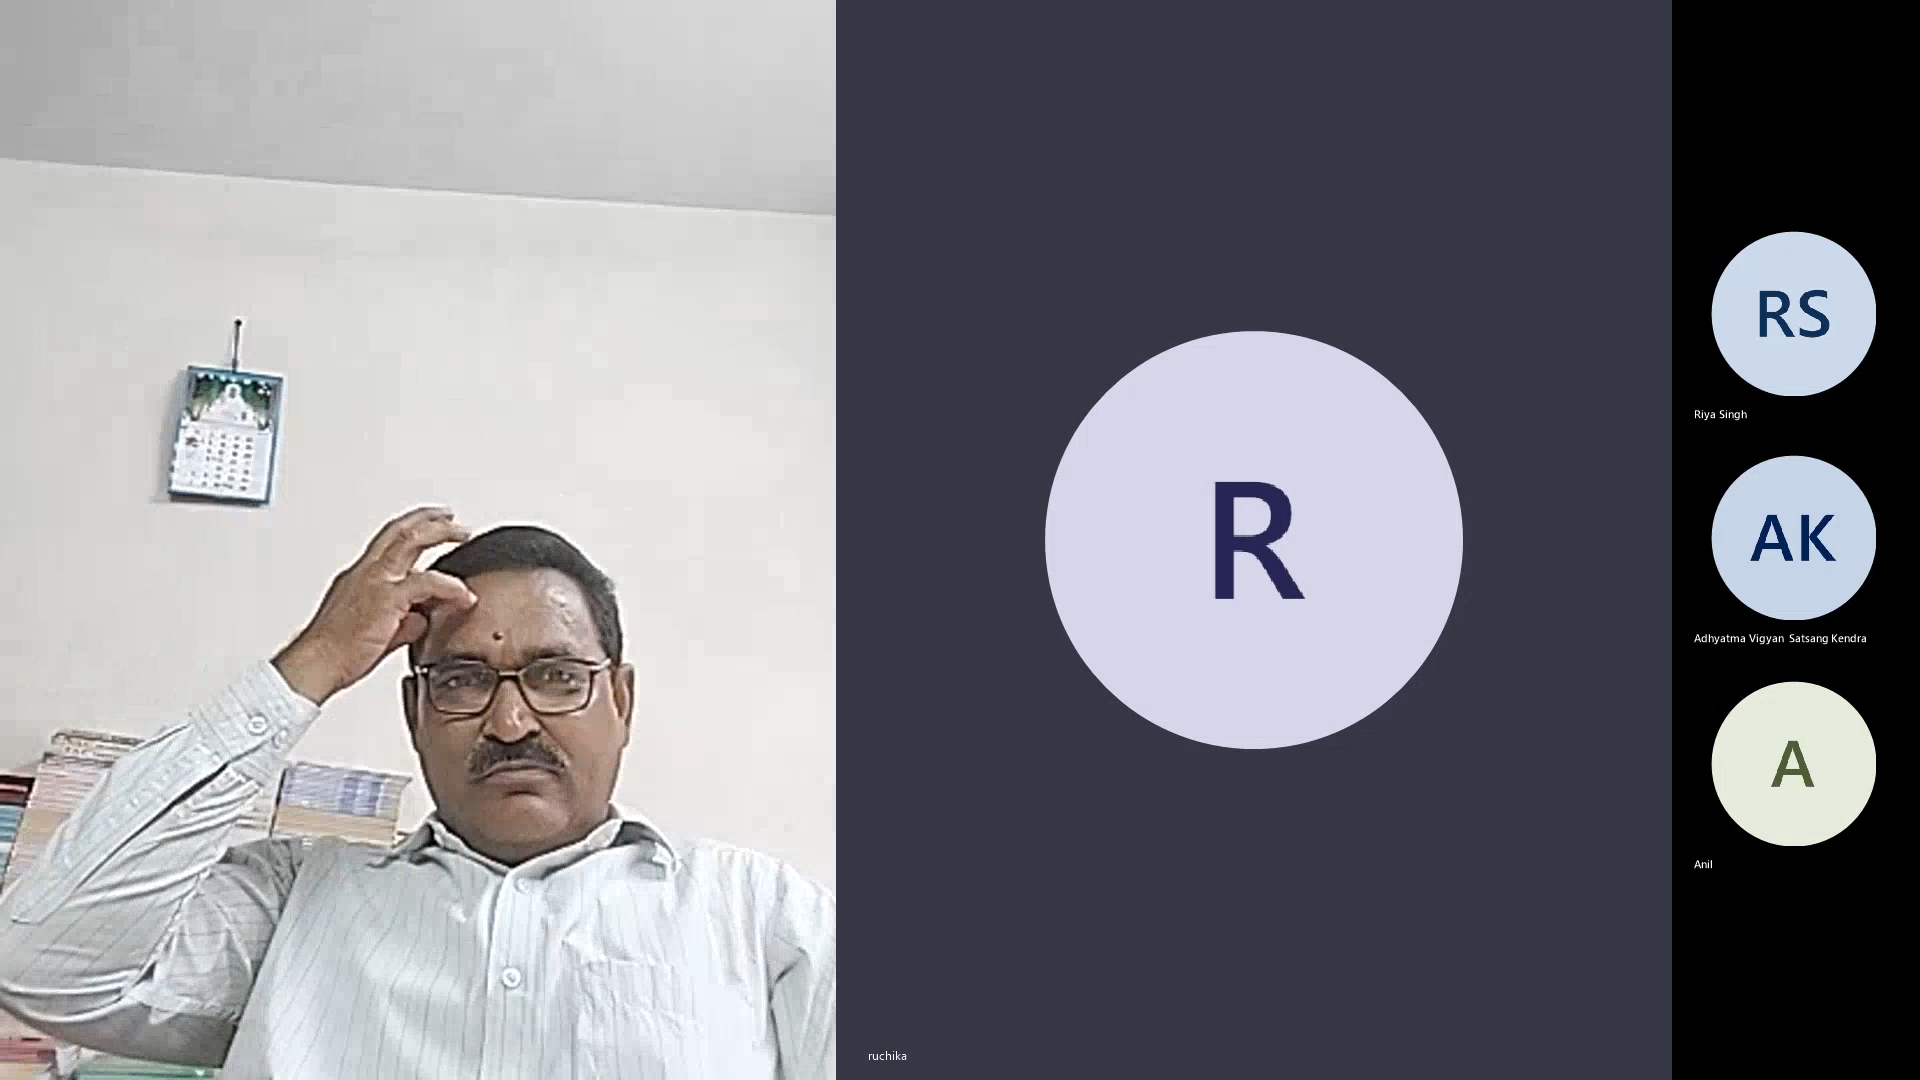 R
ruchika
RS
Riya Singh
AK
Adhyatma Vigyan Satsang Kendra
A
Anil